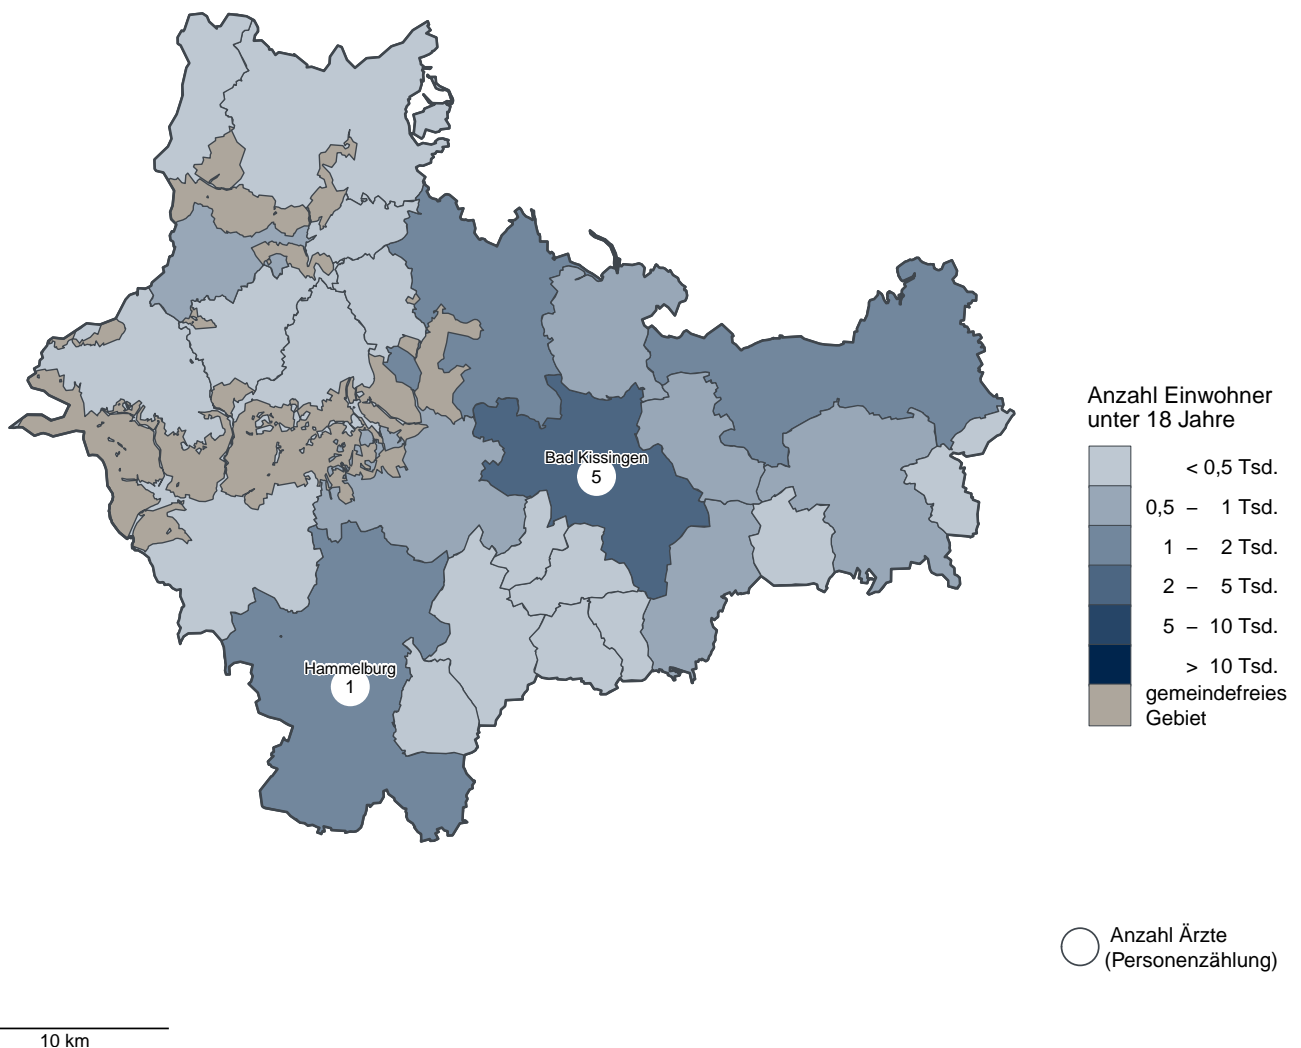 Bad Kissingen
5
Hammelburg
1
Anzahl Einwohner
unter 18 Jahre
< 0,5 Tsd.
0,5 – 1 Tsd.
1 – 2 Tsd.
2 – 5 Tsd.
5 – 10 Tsd.
> 10 Tsd.
gemeindefreies
Gebiet
Anzahl Ärzte
(Personenzählung)
10 km